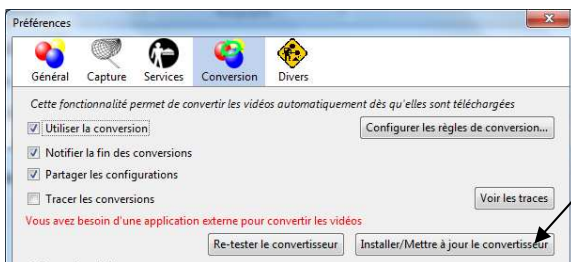 Préférences
Général Capture Services Conversion Divers
Cette fonctionnalité permet de convertir les vidéos automatiquement dès qu'elles sont téléchargées
Utiliser la conversion Configurer les règles de conversion...
Notifier la fin des conversions
Partager les configurations
Tracer les conversions Voir les traces
Vous avez besoin d'une application externe pour convertir les vidéos
Re-tester le convertisseur Installer/Mettre à jour le convertisseur